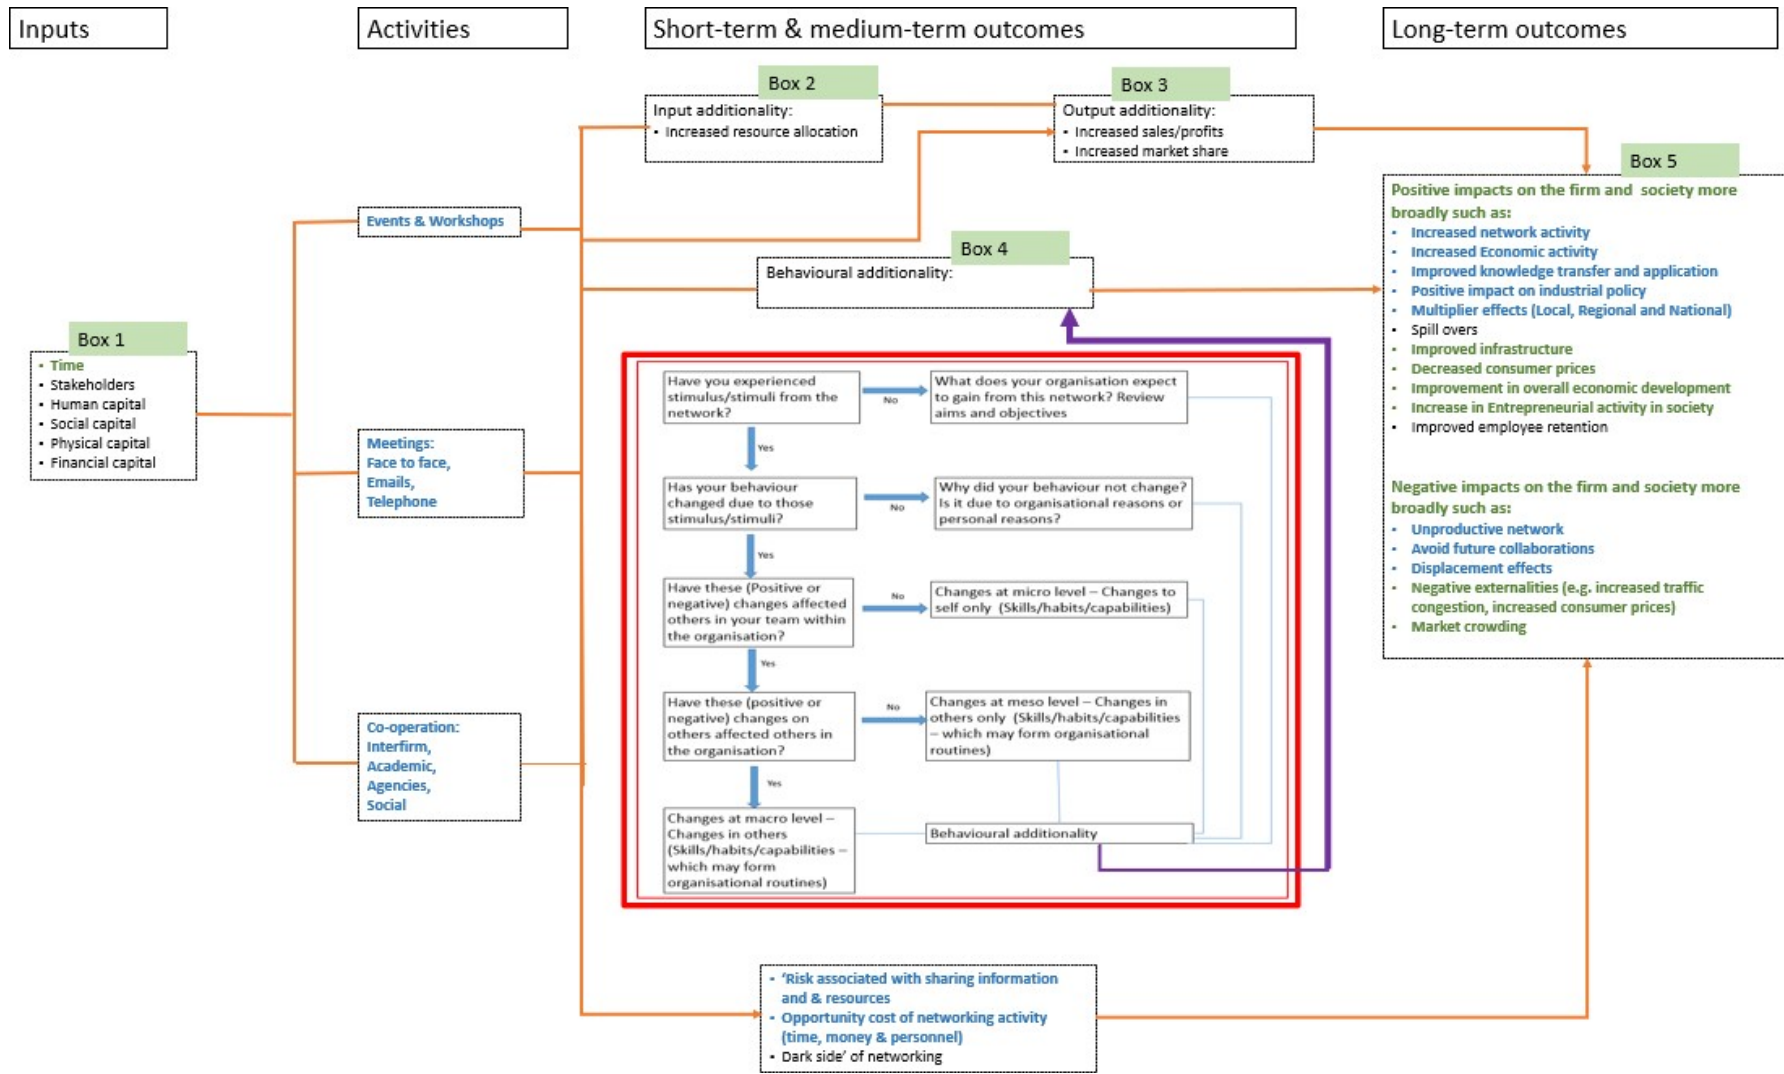 Inputs
Activities
Short-term & medium-term outcomes
Long-term outcomes
Box 1
• Time
• Stakeholders
• Human capital
• Social capital
• Physical capital
• Financial capital
Events & Workshops
Meetings:
Face to face,
Emails,
Telephone
Co-operation:
Interfirm,
Academic,
Agencies,
Social
Box 2
Input additionality:
• Increased resource allocation
Box 3
Output additionality:
• Increased sales/profits
• Increased market share
Box 4
Behavioural additionality:
Have you experienced
stimulus/stimuli from the
network?
No
What does your organisation expect
to gain from this network? Review
aims and objectives
Yes
Has your behaviour
changed due to those
stimulus/stimuli?
No
Why did your behaviour not change?
Is it due to organisational reasons or
personal reasons?
Yes
Have these (Positive or
negative) changes affected
others in your team within
the organisation?
No
Changes at micro level – Changes to
self only (Skills/habits/capabilities)
Yes
Have these (positive or
negative) changes on
others affected others in
the organisation?
No
Changes at meso level – Changes in
others only (Skills/habits/capabilities
– which may form organisational
routines)
Yes
Changes at macro level –
Changes in others
(Skills/habits/capabilities –
which may form
organisational routines)
Behavioural additionality
• ‘Risk associated with sharing information
and & resources
• Opportunity cost of networking activity
(time, money & personnel)
• Dark side’ of networking
Box 5
Positive impacts on the firm and society more
broadly such as:
• Increased network activity
• Increased Economic activity
• Improved knowledge transfer and application
• Positive impact on industrial policy
• Multiplier effects (Local, Regional and National)
• Spill overs
• Improved infrastructure
• Decreased consumer prices
• Improvement in overall economic development
• Increase in Entrepreneurial activity in society
• Improved employee retention
Negative impacts on the firm and society more
broadly such as:
• Unproductive network
• Avoid future collaborations
• Displacement effects
• Negative externalities (e.g. increased traffic
congestion, increased consumer prices)
• Market crowding